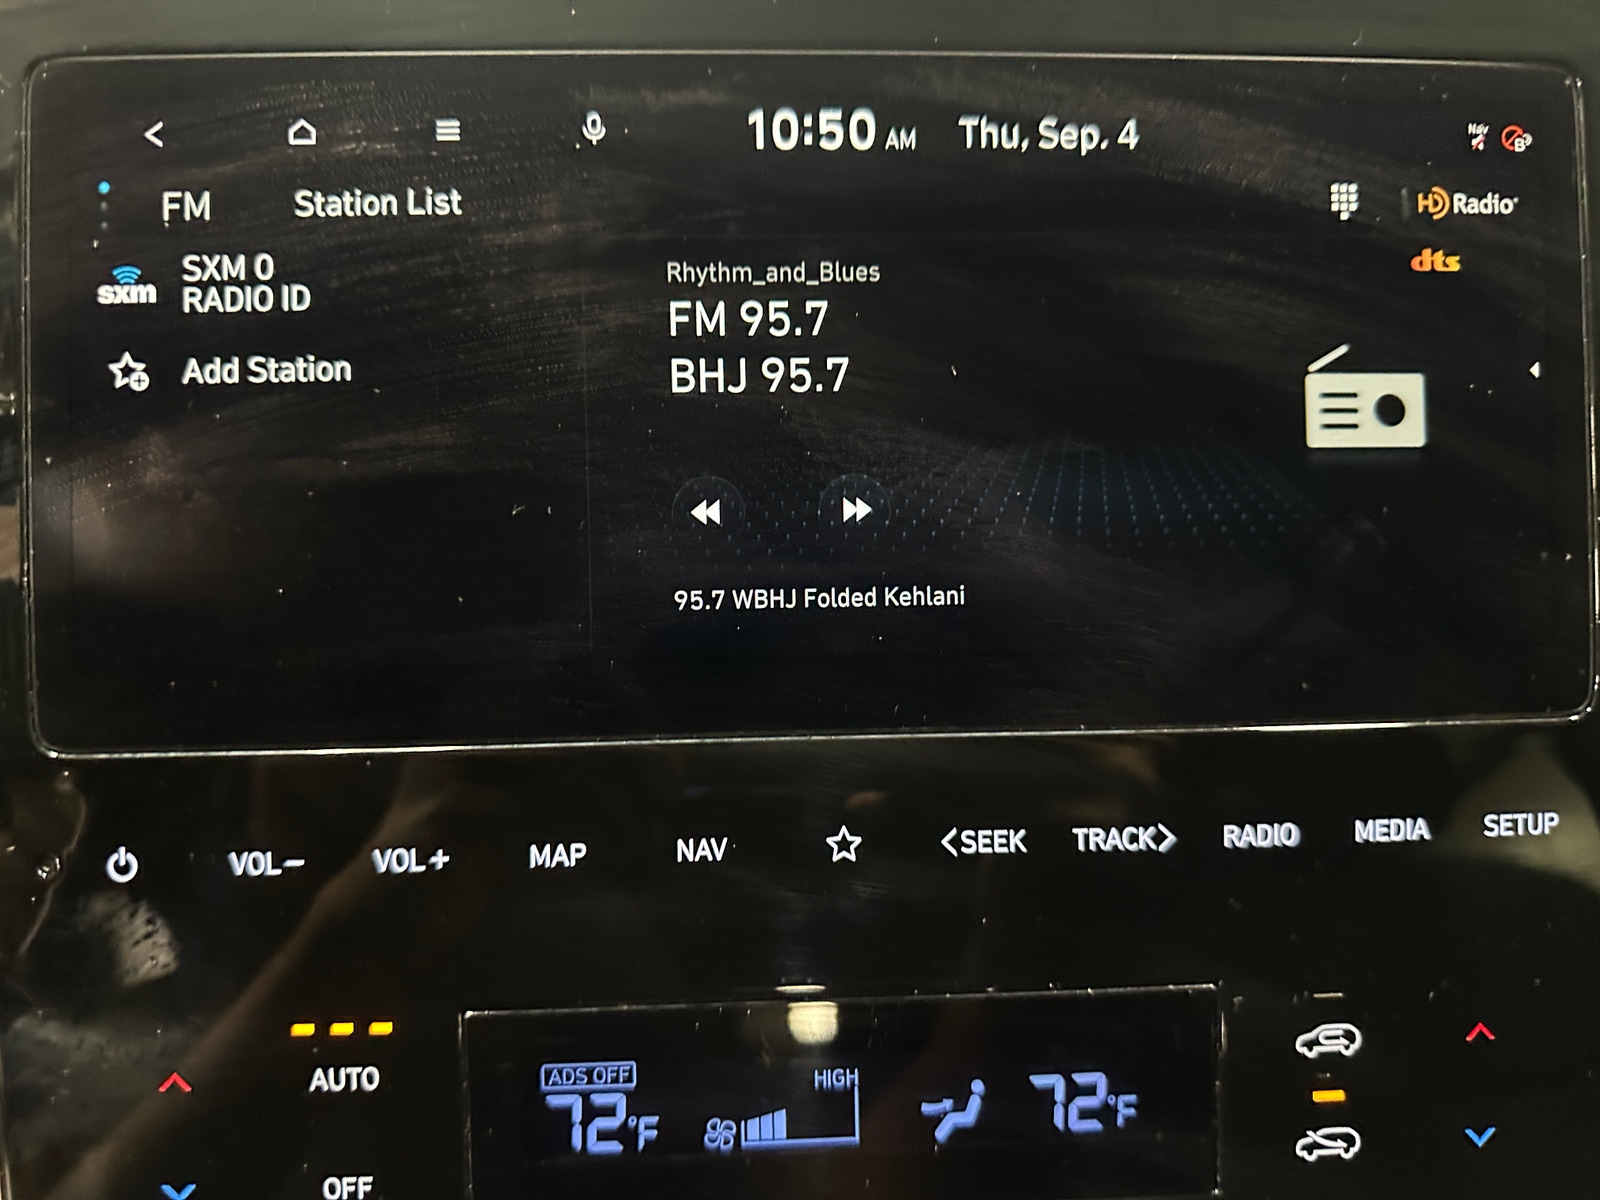 10:50 AM Thu, Sep. 4
Nav
FM Station List
HD Radio
dts
sxm
SXM 0
RADIO ID
Add Station
Rhythm_and_Blues
FM 95.7
BHJ 95.7
95.7 WBHJ Folded Kehlani
VOL− VOL+ MAP NAV <SEEK TRACK> RADIO MEDIA SETUP
AUTO
OFF
ADS OFF
HIGH
72°F
72°F